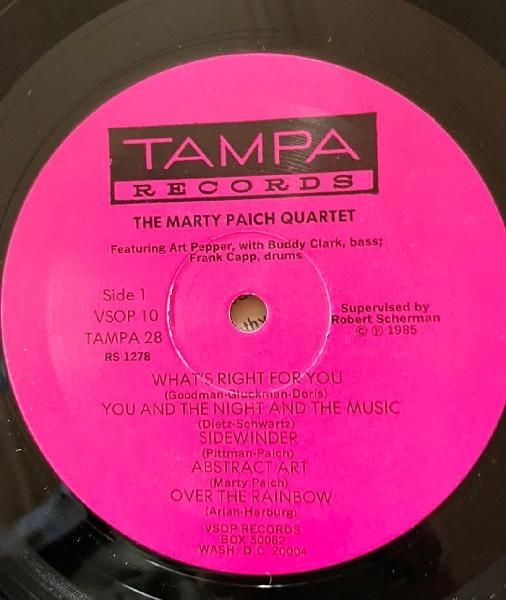 TAMPA
RECORDS
THE MARTY PAICH QUARTET
Featuring Art Pepper, with Buddy Clark, bass;
Frank Capp, drums
Side 1
VSOP 10
TAMPA 28
RS 1278
Supervised by
Robert Scherman
© ℗ 1985
WHAT'S RIGHT FOR YOU
(Goodman-Gluckman-Doris)
YOU AND THE NIGHT AND THE MUSIC
(Dietz-Schwartz)
SIDEWINDER
(Pittman-Paich)
ABSTRACT ART
(Marty Paich)
OVER THE RAINBOW
(Arlan-Harburg)
VSOP RECORDS
BOX 50082
WASH D.C. 20004